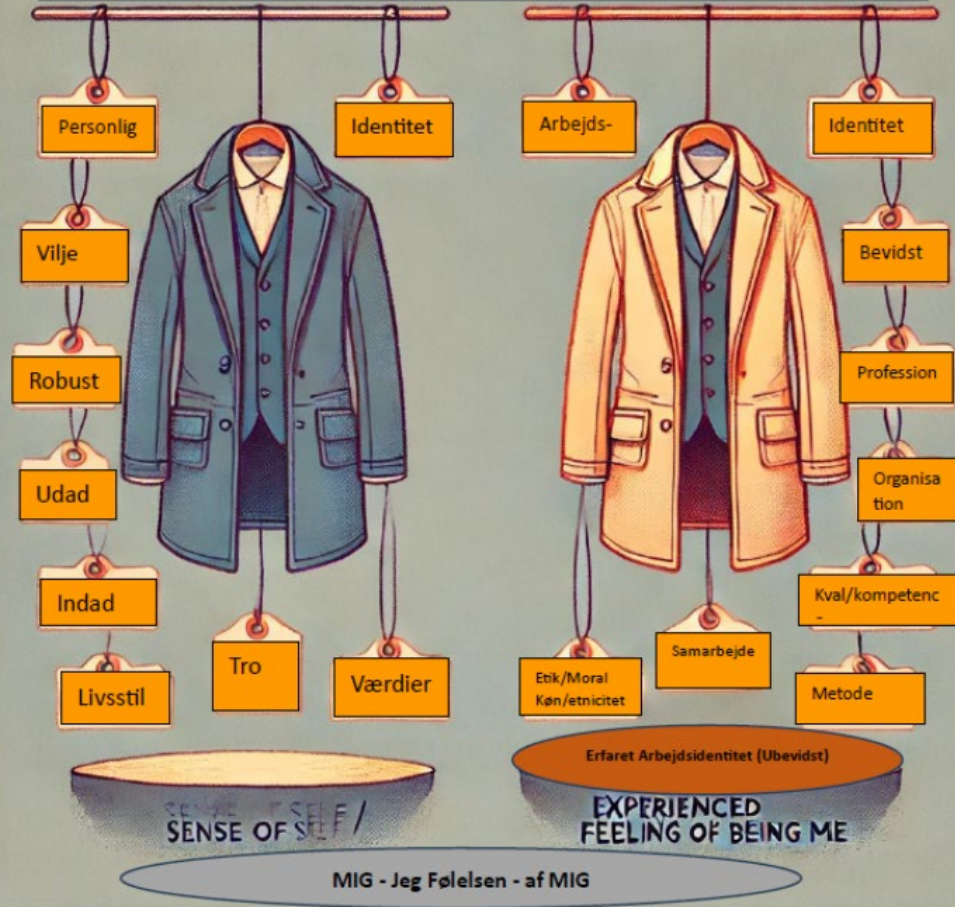 Personlig
Identitet
Vilje
Robust
Udad
Indad
Livsstil
Tro
Værdier
SENSE OF SELF/
Arbejds-
Identitet
Bevidst
Profession
Organisa
tion
Kval/kompetenc
-
Metode
Samarbejde
Etik/Moral
Køn/etnicitet
Erfaret Arbejdsidentitet (Ubevidst)
EXPERIENCED
FEELING OF BEING ME
MIG - Jeg Følelsen - af MIG